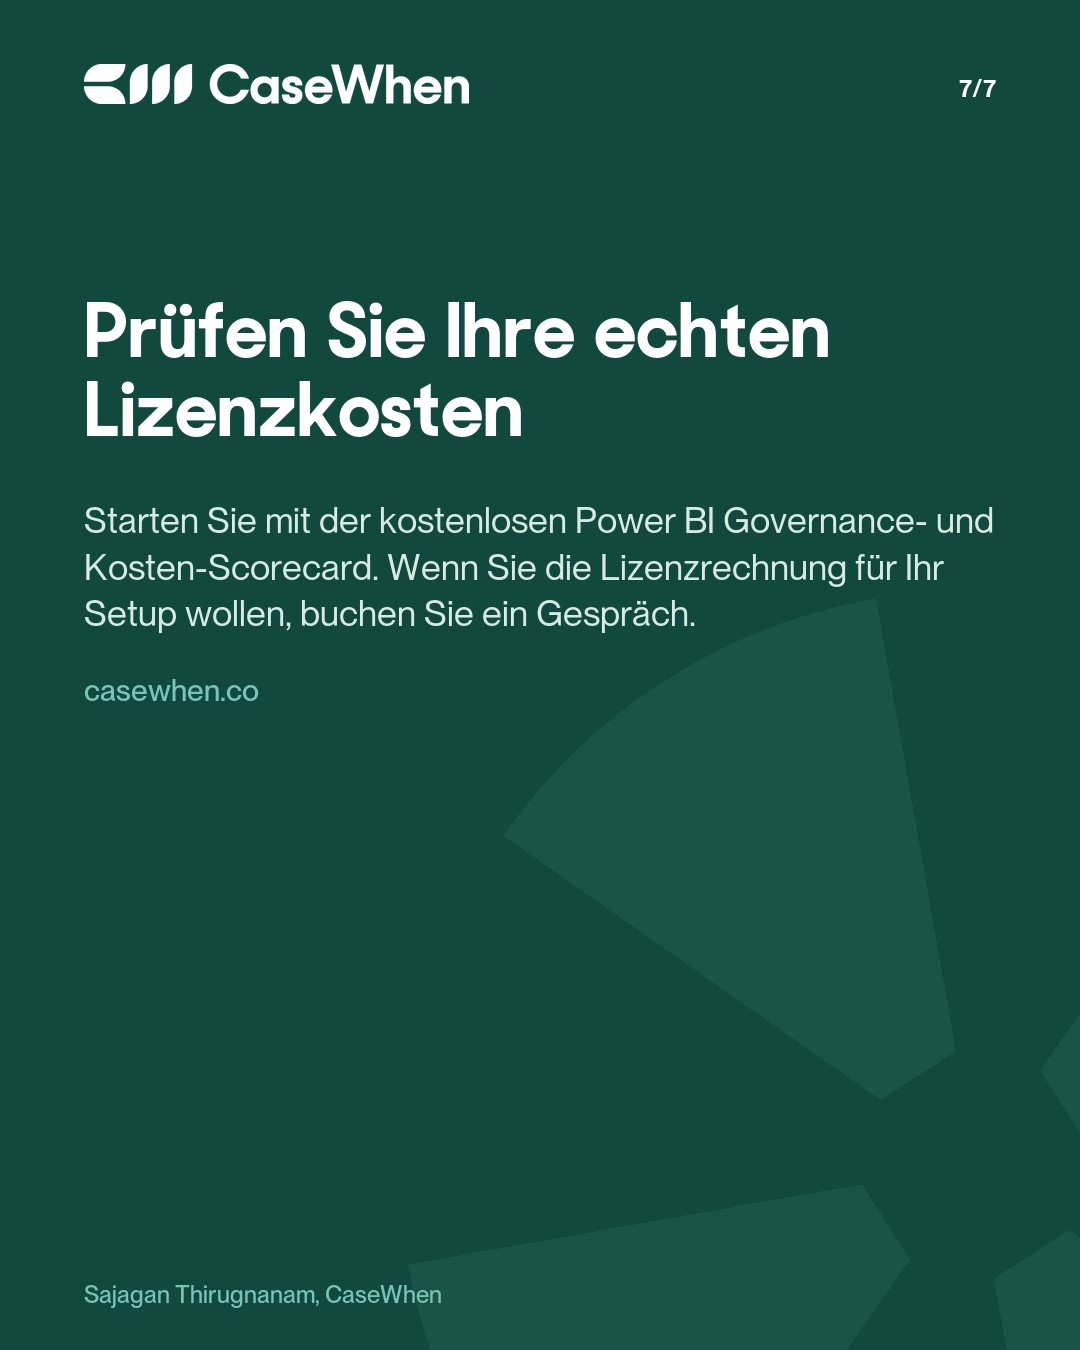 CaseWhen
7/7
Prüfen Sie Ihre echten
Lizenzkosten
Starten Sie mit der kostenlosen Power BI Governance- und
Kosten-Scorecard. Wenn Sie die Lizenzrechnung für Ihr
Setup wollen, buchen Sie ein Gespräch.
casewhen.co
Sajagan Thirugnanam, CaseWhen